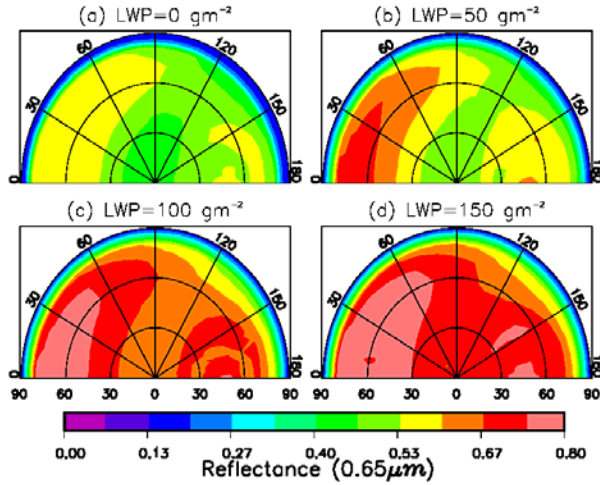 (a) LWP=0 gm⁻² (b) LWP=50 gm⁻²
60 120 60 120
30 150 30 150
0 180 0 180
(c) LWP=100 gm⁻² (d) LWP=150 gm⁻²
60 120 60 120
30 150 30 150
0 180 0 180
90 60 30 0 30 60 90 60 30 0 30 60 90
0.00 0.13 0.27 0.40 0.53 0.67 0.80
Reflectance (0.65μm)